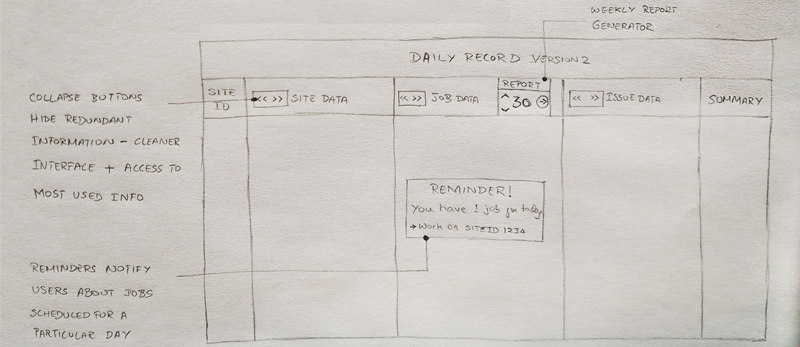 WEEKLY REPORT
GENERATOR
DAILY RECORD VERSION 2
COLLAPSE BUTTONS
HIDE REDUNDANT
INFORMATION - CLEANER
INTERFACE + ACCESS TO
MOST USED INFO
SITE
ID
<< >> SITE DATA
<< >> JOB DATA
REPORT
30
<< >> ISSUE DATA
SUMMARY
REMINDER!
You have 1 job for today
→ Work on SITEID 1234
REMINDERS NOTIFY
USERS ABOUT JOBS
SCHEDULED FOR A
PARTICULAR DAY